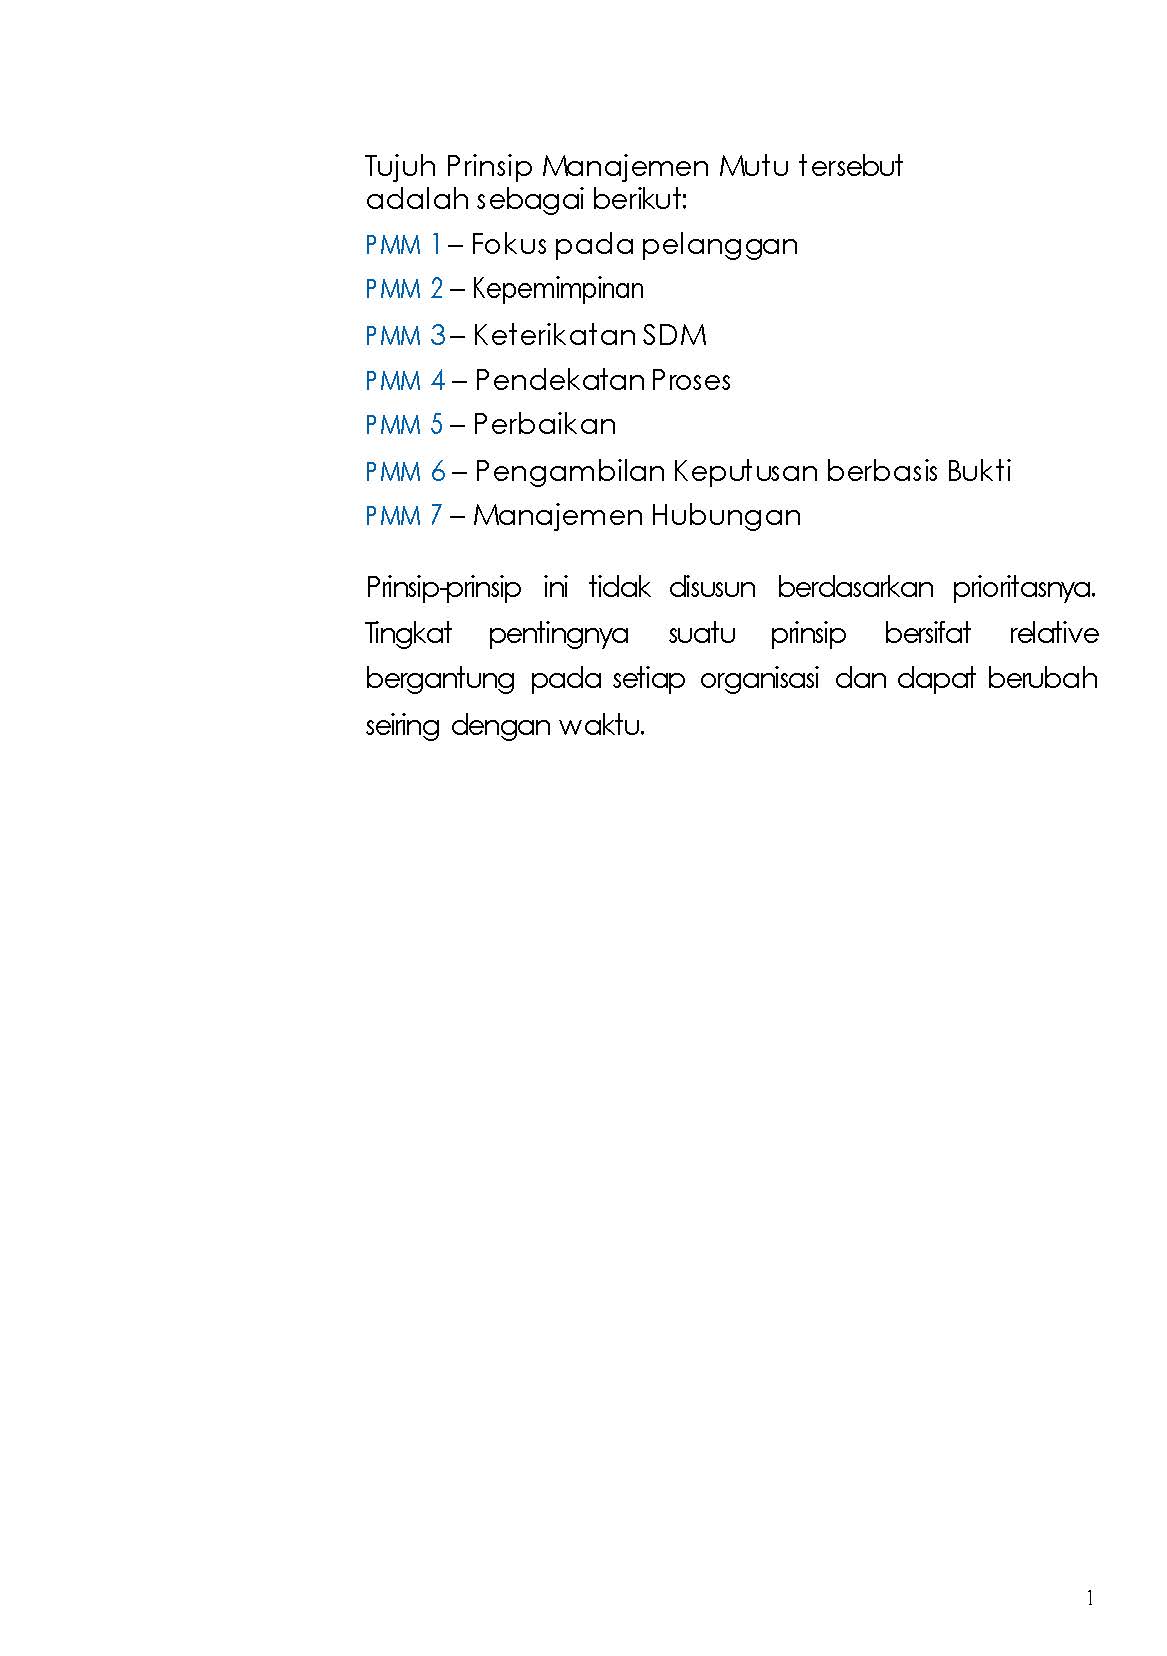 Tujuh Prinsip Manajemen Mutu tersebut
adalah sebagai berikut:
PMM 1 – Fokus pada pelanggan
PMM 2 – Kepemimpinan
PMM 3 – Keterikatan SDM
PMM 4 – Pendekatan Proses
PMM 5 – Perbaikan
PMM 6 – Pengambilan Keputusan berbasis Bukti
PMM 7 – Manajemen Hubungan
Prinsip-prinsip ini tidak disusun berdasarkan prioritasnya.
Tingkat pentingnya suatu prinsip bersifat relative
bergantung pada setiap organisasi dan dapat berubah
seiring dengan waktu.
1